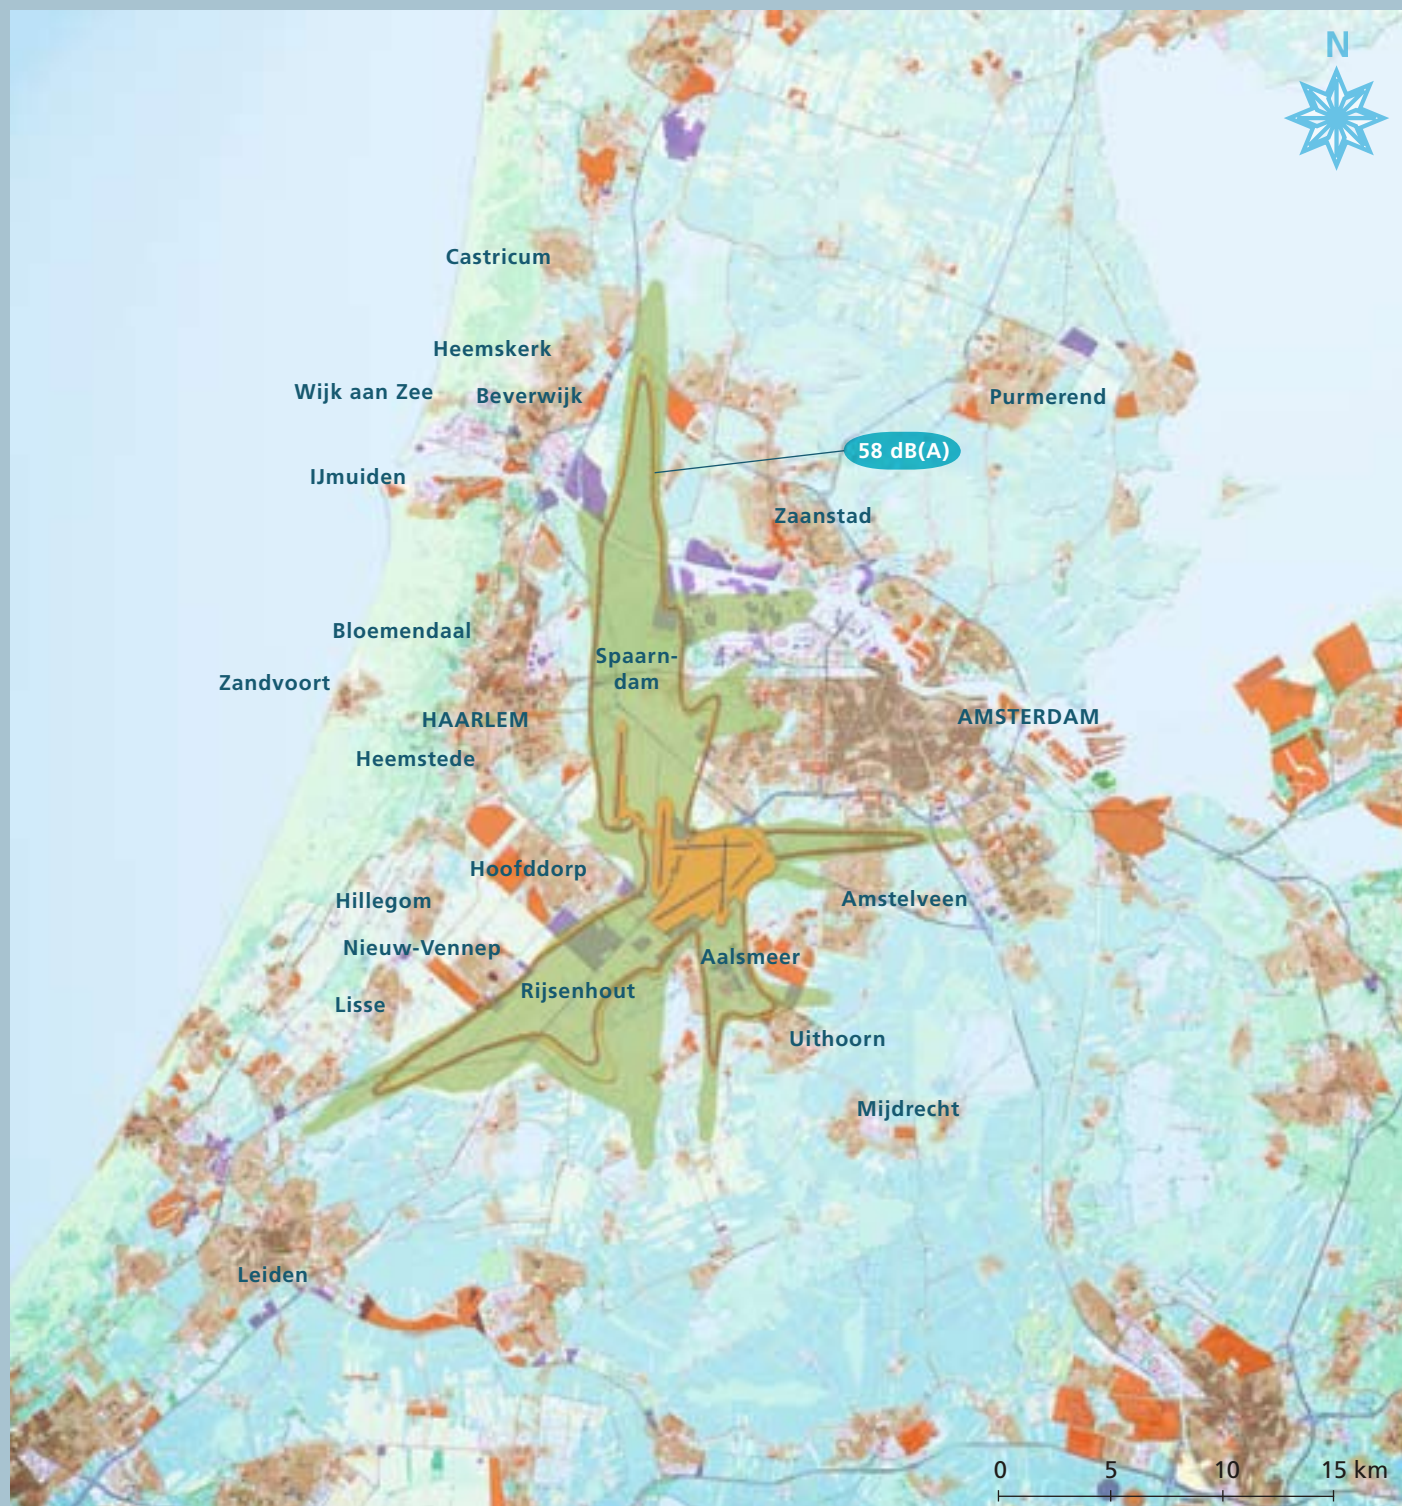 N
Castricum
Heemskerk
Wijk aan Zee
Beverwijk
Purmerend
58 dB(A)
IJmuiden
Zaanstad
Bloemendaal
Spaarn-
dam
Zandvoort
HAARLEM
AMSTERDAM
Heemstede
Hoofddorp
Hillegom
Amstelveen
Nieuw-Vennep
Aalsmeer
Rijsenhout
Lisse
Uithoorn
Mijdrecht
Leiden
0 5 10 15 km